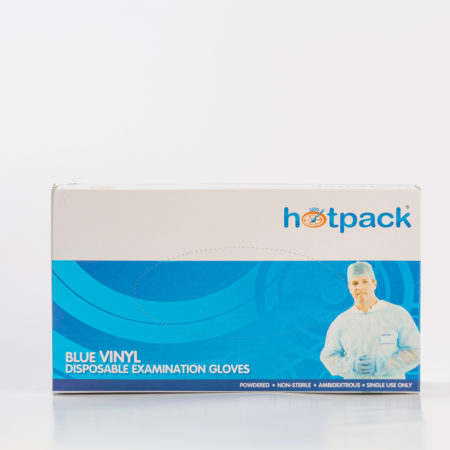 hotpack®
BLUE VINYL
DISPOSABLE EXAMINATION GLOVES
POWDERED • NON-STERILE • AMBIDEXTROUS • SINGLE USE ONLY